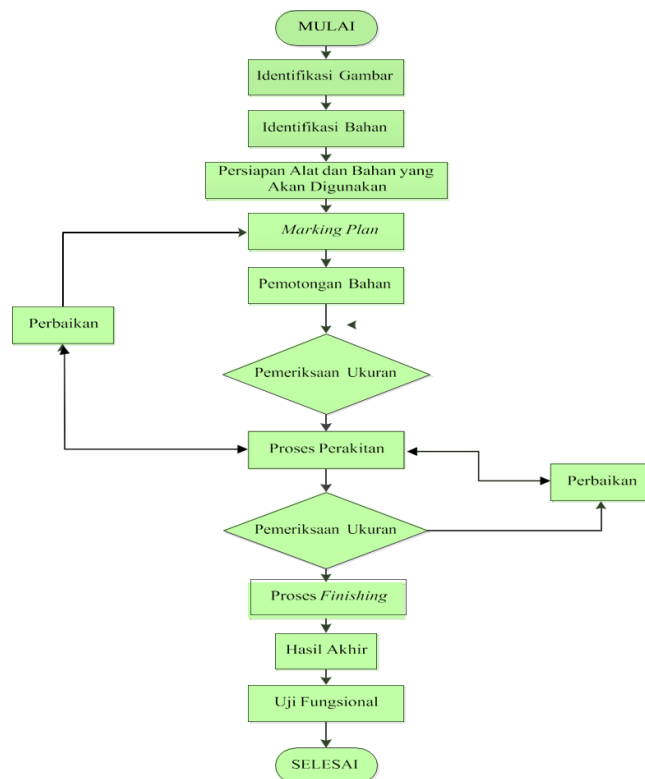 MULAI
Identifikasi Gambar
Identifikasi Bahan
Persiapan Alat dan Bahan yang
Akan Digunakan
Marking Plan
Pemotongan Bahan
Perbaikan
Pemeriksaan Ukuran
Proses Perakitan
Perbaikan
Pemeriksaan Ukuran
Proses Finishing
Hasil Akhir
Uji Fungsional
SELESAI